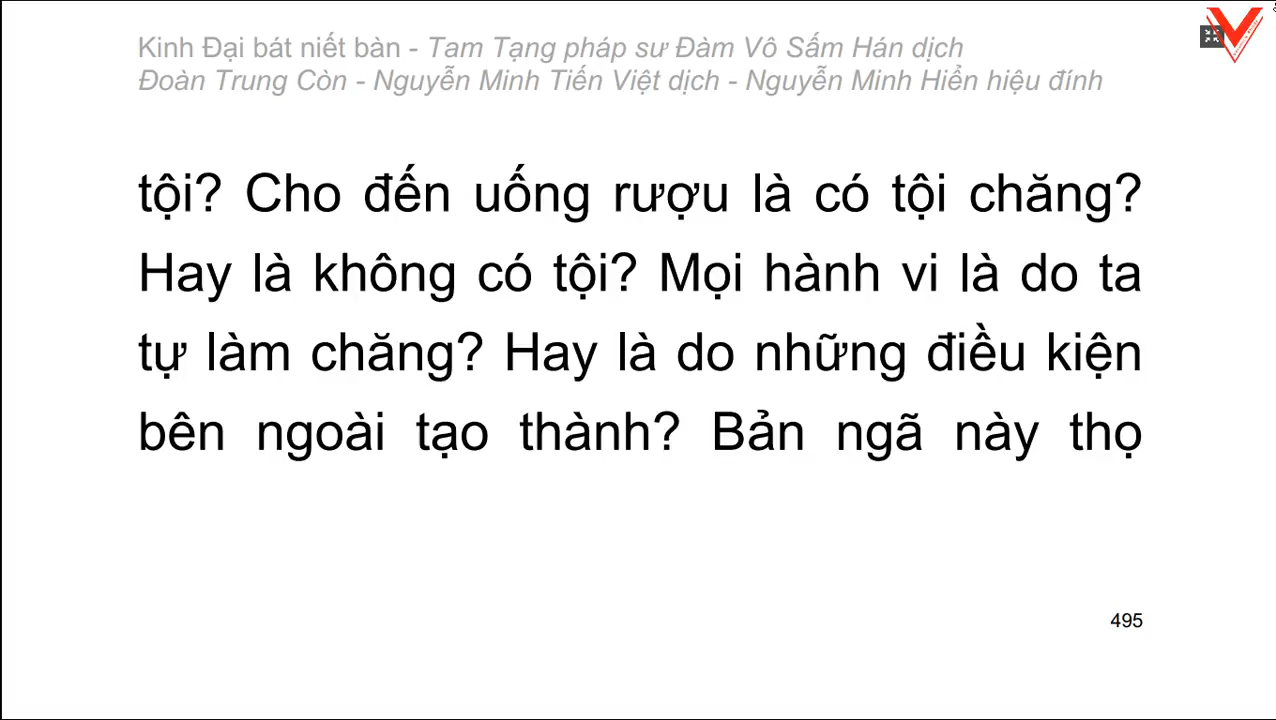 Kinh Đại bát niết bàn - Tam Tạng pháp sư Đàm Vô Sấm Hán dịch
Đoàn Trung Còn - Nguyễn Minh Tiến Việt dịch - Nguyễn Minh Hiển hiệu đính
tội? Cho đến uống rượu là có tội chăng?
Hay là không có tội? Mọi hành vi là do ta
tự làm chăng? Hay là do những điều kiện
bên ngoài tạo thành? Bản ngã này thọ
495